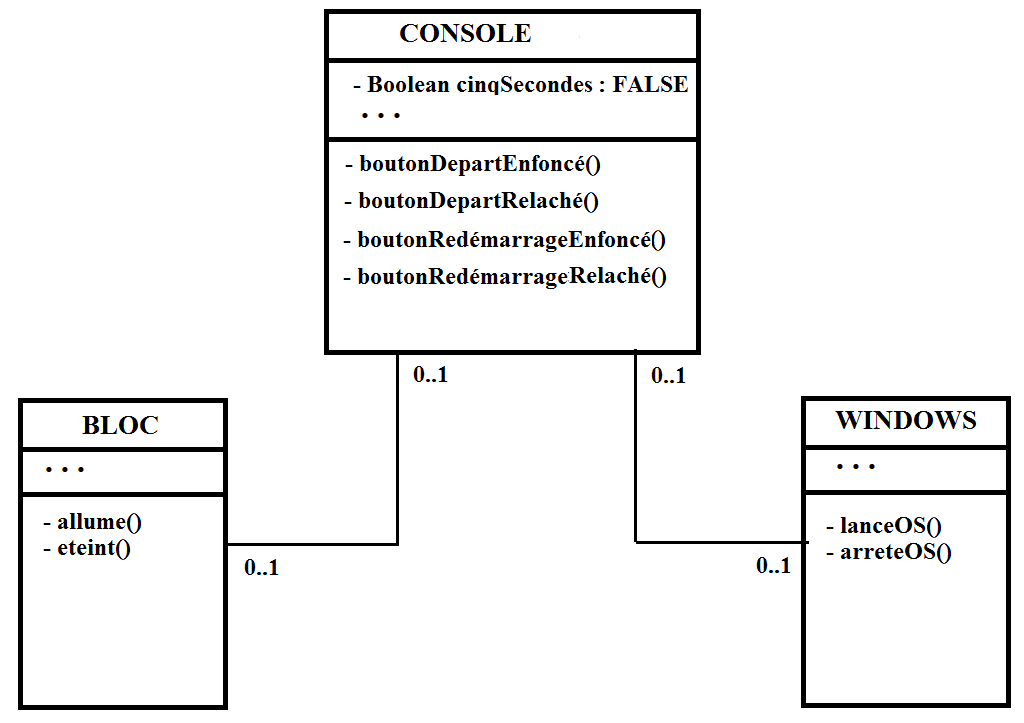 CONSOLE
- Boolean cinqSecondes : FALSE
. . .
- boutonDepartEnfoncé()
- boutonDepartRelaché()
- boutonRedémarrageEnfoncé()
- boutonRedémarrageRelaché()
0..1
0..1
BLOC
. . .
- allume()
- eteint()
0..1
WINDOWS
. . .
- lanceOS()
- arreteOS()
0..1